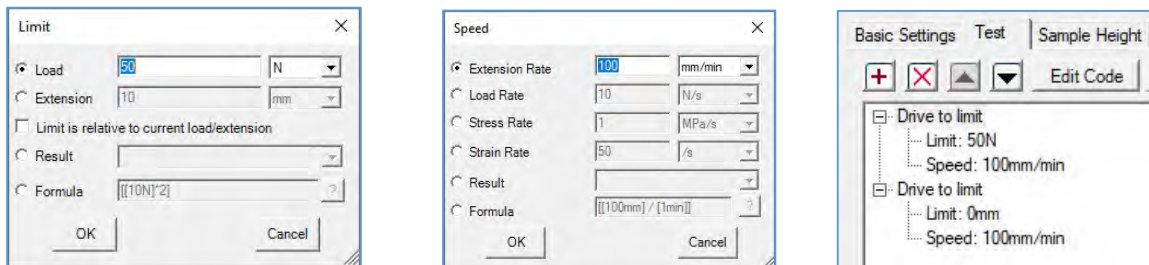 Limit
Load 50 N
Extension 10 mm
Limit is relative to current load/extension
Result
Formula [[10N]*2] ?
OK Cancel
Speed
Extension Rate 100 mm/min
Load Rate 10 N/s
Stress Rate 1 MPa/s
Strain Rate 50 /s
Result
Formula [[100mm] / [1min]] ?
OK Cancel
Basic Settings Test Sample Height
Edit Code
Drive to limit
Limit: 50N
Speed: 100mm/min
Drive to limit
Limit: 0mm
Speed: 100mm/min